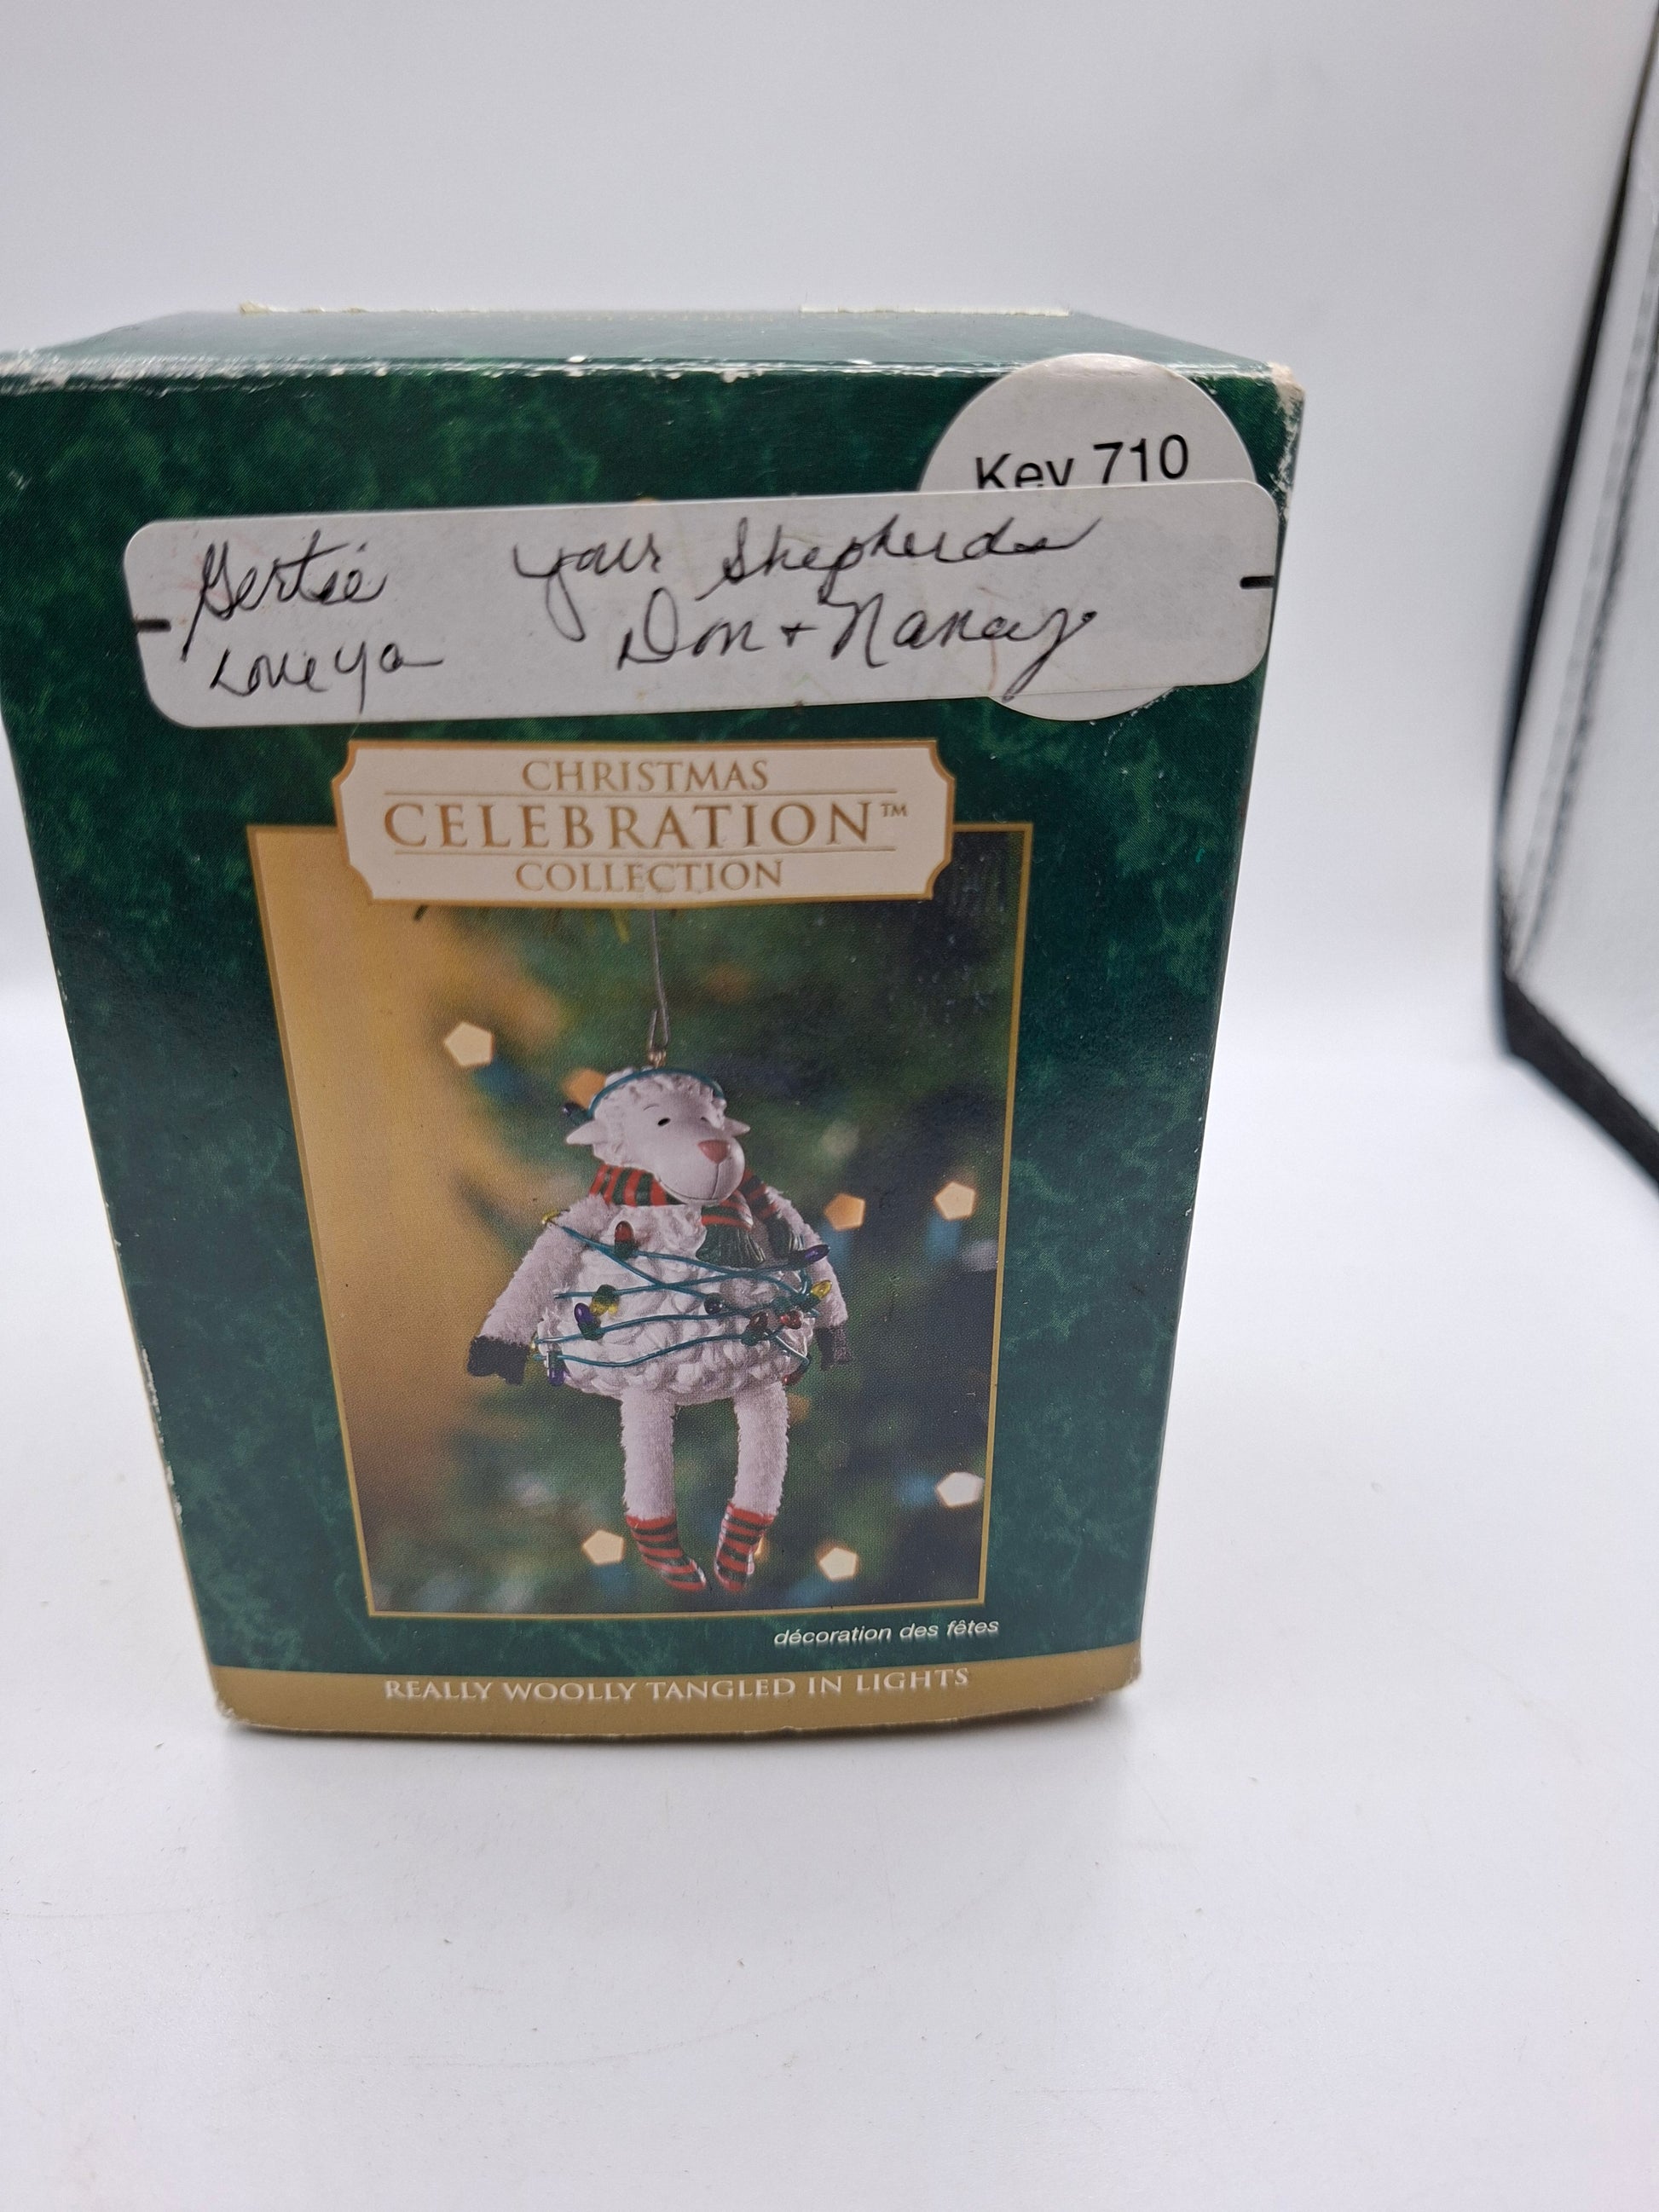 Key 710
Gertie your Shepherds
Love ya Don + Nancy
CHRISTMAS
CELEBRATION™
COLLECTION
décoration des fêtes
REALLY WOOLLY TANGLED IN LIGHTS